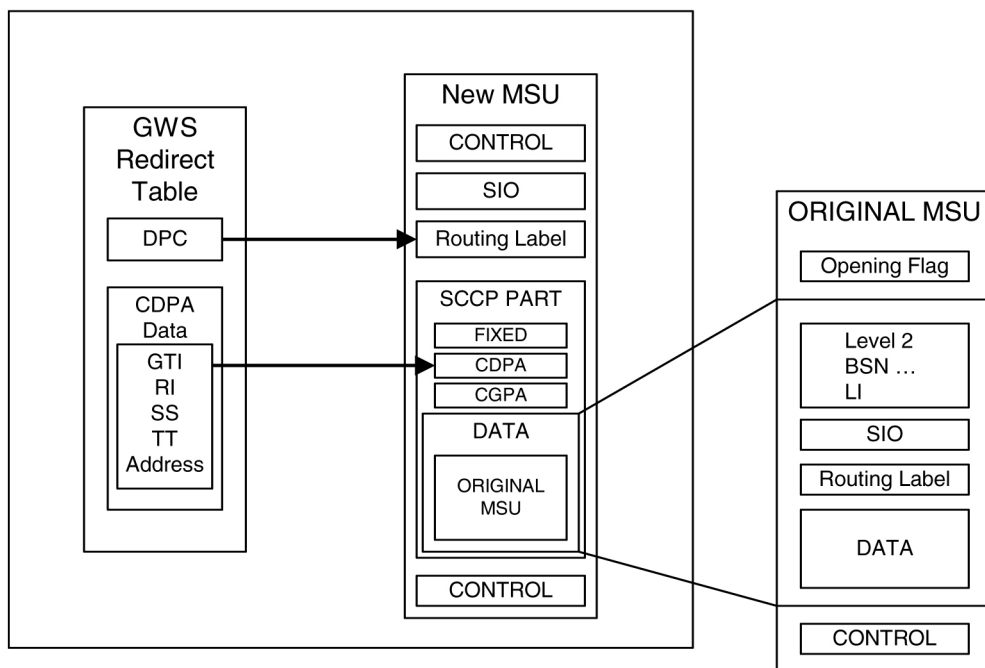 GWS
Redirect
Table
DPC
CDPA
Data
GTI
RI
SS
TT
Address
New MSU
CONTROL
SIO
Routing Label
SCCP PART
FIXED
CDPA
CGPA
DATA
ORIGINAL
MSU
CONTROL
ORIGINAL MSU
Opening Flag
Level 2
BSN …
LI
SIO
Routing Label
DATA
CONTROL